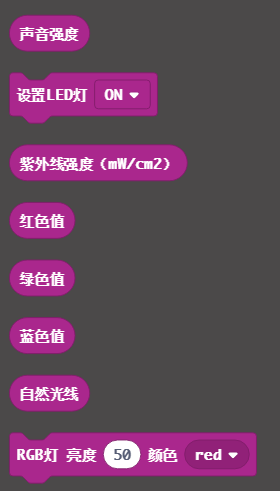 声音强度
设置LED灯 ON
紫外线强度（mW/cm2）
红色值
绿色值
蓝色值
自然光线
RGB灯 亮度 50 颜色 red